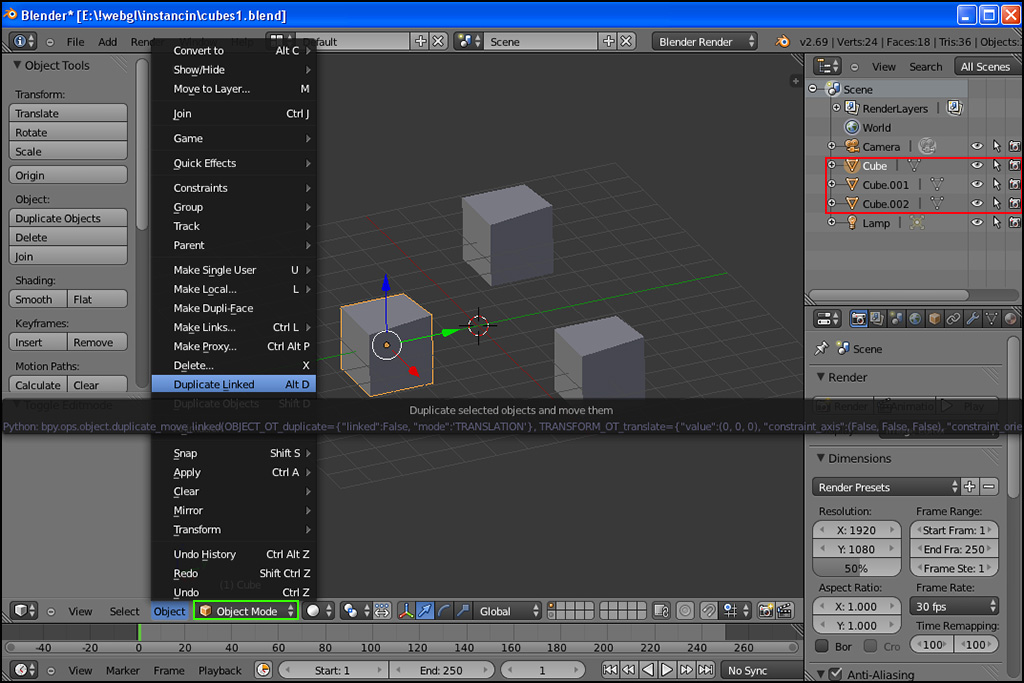 Blender* [E:\!webgl\instancin\cubes1.blend]
File Add Render Default Scene Blender Render v2.69 | Verts:24 | Faces:18 | Tris:36 | Objects:
Object Tools
Transform:
Translate
Rotate
Scale
Origin
Object:
Duplicate Objects
Delete
Join
Shading:
Smooth Flat
Keyframes:
Insert Remove
Motion Paths:
Calculate Clear
Toggle Editmode
Convert to Alt C
Show/Hide
Move to Layer... M
Join Ctrl J
Game
Quick Effects
Constraints
Group
Track
Parent
Make Single User U
Make Local... L
Make Dupli-Face
Make Links... Ctrl L
Make Proxy... Ctrl Alt P
Delete... X
Duplicate Linked Alt D
Duplicate Objects Shift D
Duplicate selected objects and move them
Python: bpy.ops.object.duplicate_move_linked(OBJECT_OT_duplicate={"linked":False, "mode":'TRANSLATION'}, TRANSFORM_OT_translate={"value":(0, 0, 0), "constraint_axis":(False, False, False), "constraint_orie
Snap Shift S
Apply Ctrl A
Clear
Mirror
Transform
Undo History Ctrl Alt Z
Redo Shift Ctrl Z
(1) Cube
Undo Ctrl Z
View Search All Scenes
Scene
RenderLayers |
World
Camera |
Cube |
Cube.001 |
Cube.002 |
Lamp |
Scene
Render
Render Animation Play
Dimensions
Render Presets
Resolution: Frame Range:
X: 1920 Start Fram: 1
Y: 1080 End Fra: 250
50% Frame Ste: 1
Aspect Ratio: Frame Rate:
X: 1.000 30 fps
Y: 1.000 Time Remapping:
Bor Cro 100 100
Anti-Aliasing
View Select Object Object Mode Global
-40 -20 0 20 40 60 80 100 120 140 160 180 200 220 240 260
View Marker Frame Playback Start: 1 End: 250 1 No Sync